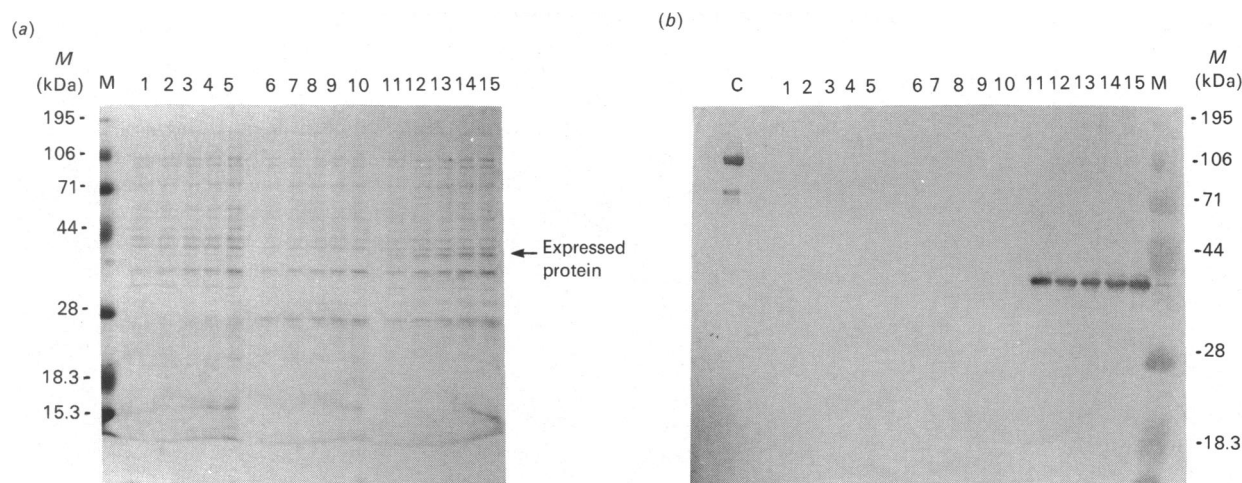 (a)
M
(kDa) M 1 2 3 4 5 6 7 8 9 10 11 12 13 14 15
195 -
106 -
71 -
44 -
28 -
18.3 -
15.3 -
Expressed
protein
(b)
M
C 1 2 3 4 5 6 7 8 9 10 11 12 13 14 15 M (kDa)
- 195
- 106
- 71
- 44
- 28
- 18.3